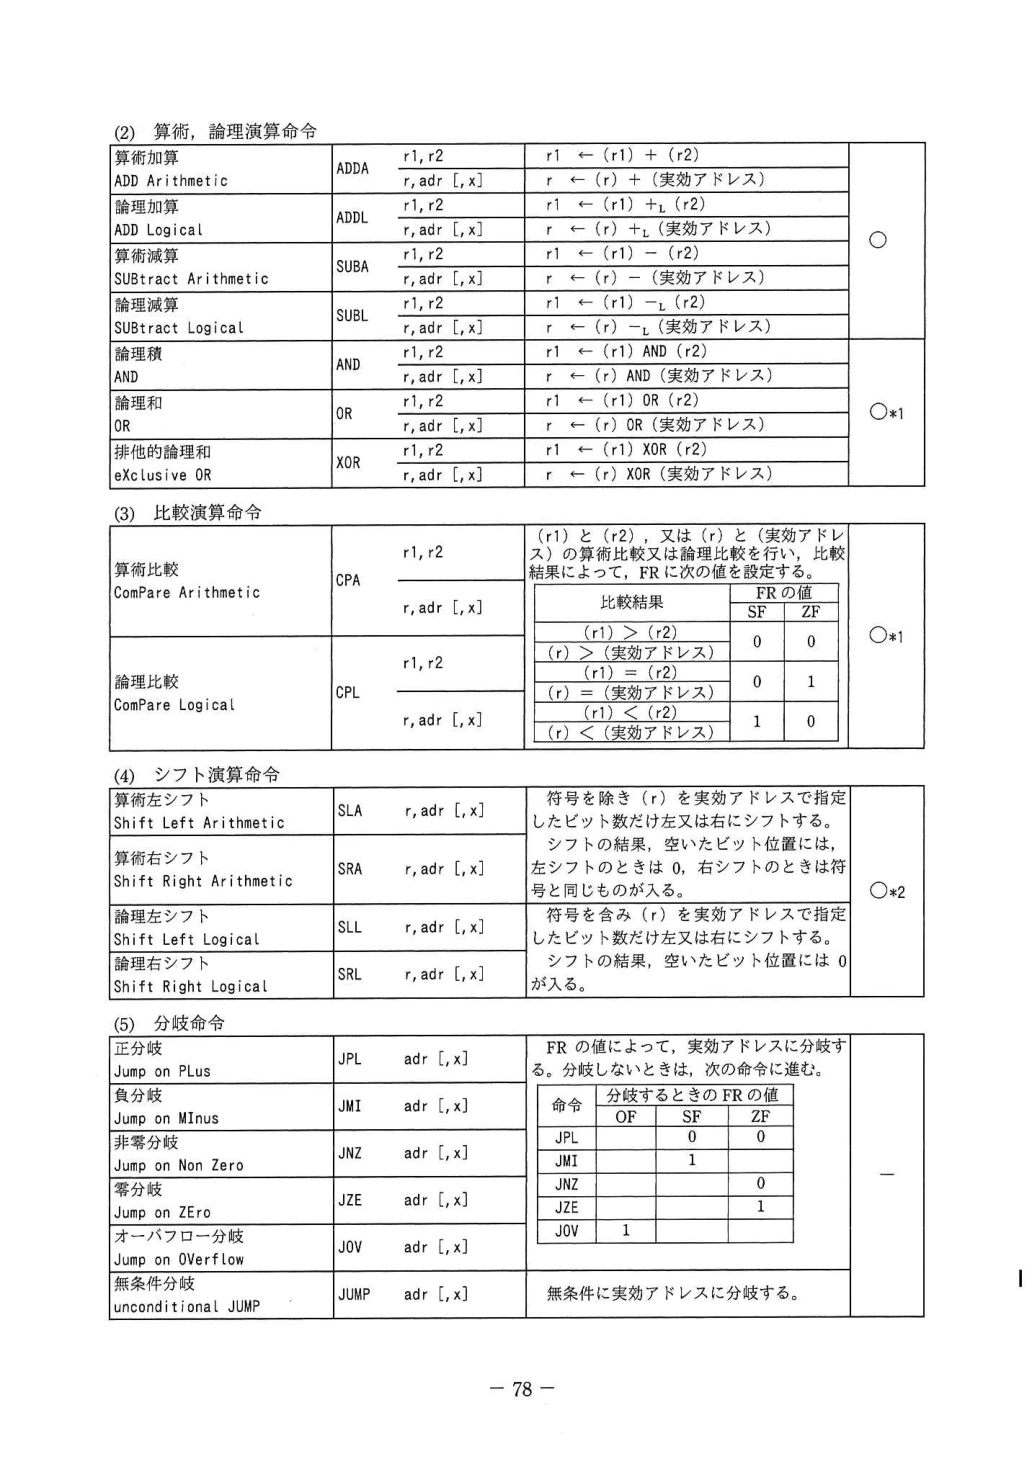 (2) 算術，論理演算命令
算術加算
ADD Arithmetic
ADDA
r1, r2
r1 ← (r1) + (r2)
r, adr [, x]
r ← (r) + (実効アドレス)
論理加算
ADD Logical
ADDL
r1, r2
r1 ← (r1) +L (r2)
r, adr [, x]
r ← (r) +L (実効アドレス)
算術減算
SUBtract Arithmetic
SUBA
r1, r2
r1 ← (r1) − (r2)
r, adr [, x]
r ← (r) − (実効アドレス)
論理減算
SUBtract Logical
SUBL
r1, r2
r1 ← (r1) −L (r2)
r, adr [, x]
r ← (r) −L (実効アドレス)
○
論理積
AND
AND
r1, r2
r1 ← (r1) AND (r2)
r, adr [, x]
r ← (r) AND (実効アドレス)
論理和
OR
OR
r1, r2
r1 ← (r1) OR (r2)
r, adr [, x]
r ← (r) OR (実効アドレス)
排他的論理和
eXclusive OR
XOR
r1, r2
r1 ← (r1) XOR (r2)
r, adr [, x]
r ← (r) XOR (実効アドレス)
○*1
(3) 比較演算命令
算術比較
ComPare Arithmetic
CPA
r1, r2
r, adr [, x]
論理比較
ComPare Logical
CPL
r1, r2
r, adr [, x]
(r1) と (r2) ，又は (r) と (実効アドレ
ス) の算術比較又は論理比較を行い，比較
結果によって，FR に次の値を設定する。
比較結果
FR の値
SF ZF
(r1) ＞ (r2)
(r) ＞ (実効アドレス)
0 0
(r1) ＝ (r2)
(r) ＝ (実効アドレス)
0 1
(r1) ＜ (r2)
(r) ＜ (実効アドレス)
1 0
○*1
(4) シフト演算命令
算術左シフト
Shift Left Arithmetic
SLA r, adr [, x]
算術右シフト
Shift Right Arithmetic
SRA r, adr [, x]
符号を除き (r) を実効アドレスで指定
したビット数だけ左又は右にシフトする。
シフトの結果，空いたビット位置には，
左シフトのときは 0，右シフトのときは符
号と同じものが入る。
論理左シフト
Shift Left Logical
SLL r, adr [, x]
論理右シフト
Shift Right Logical
SRL r, adr [, x]
符号を含み (r) を実効アドレスで指定
したビット数だけ左又は右にシフトする。
シフトの結果，空いたビット位置には 0
が入る。
○*2
(5) 分岐命令
正分岐
Jump on PLus
JPL adr [, x]
負分岐
Jump on MInus
JMI adr [, x]
非零分岐
Jump on Non Zero
JNZ adr [, x]
零分岐
Jump on ZEro
JZE adr [, x]
オーバフロー分岐
Jump on OVerflow
JOV adr [, x]
FR の値によって，実効アドレスに分岐す
る。分岐しないときは，次の命令に進む。
命令
分岐するときの FR の値
OF SF ZF
JPL 0 0
JMI 1
JNZ 0
JZE 1
JOV 1
無条件分岐
unconditional JUMP
JUMP adr [, x]
無条件に実効アドレスに分岐する。
－
－ 78 －